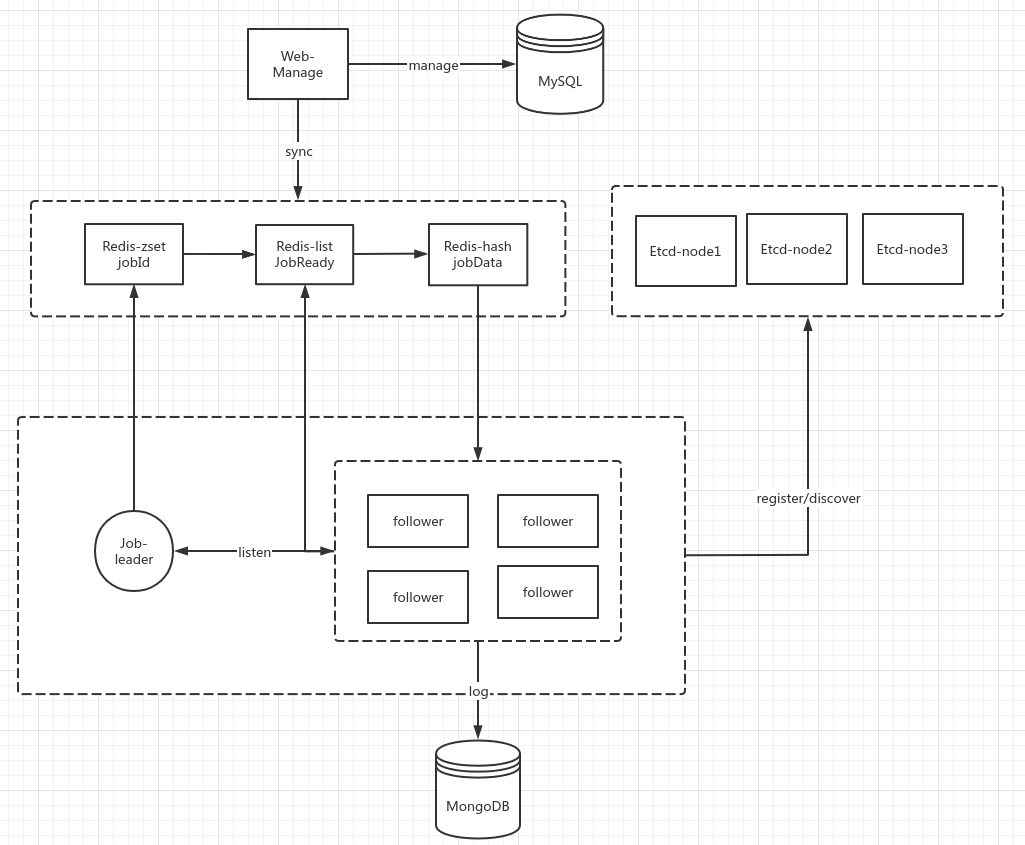 Web-
Manage
manage
MySQL
sync
Redis-zset
jobId
Redis-list
JobReady
Redis-hash
jobData
Etcd-node1
Etcd-node2
Etcd-node3
register/discover
Job-
leader
listen
follower
follower
follower
follower
log
MongoDB